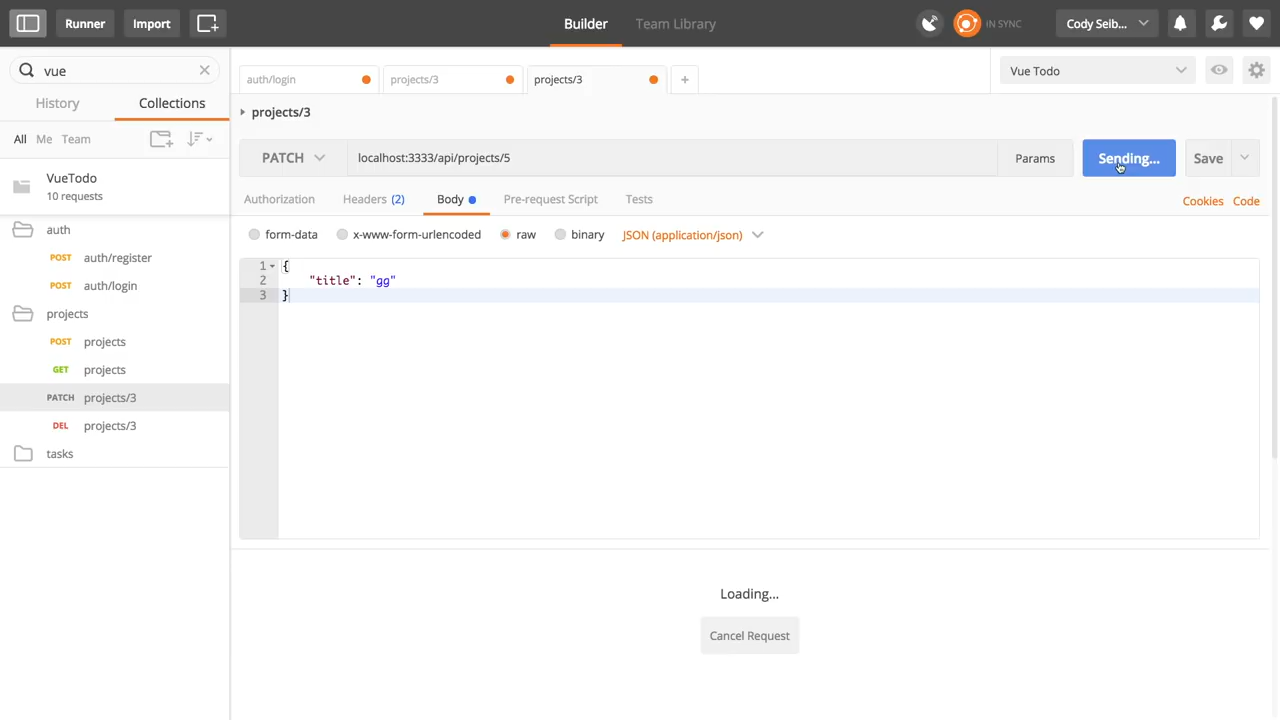 Runner
Import
Builder
Team Library
IN SYNC
Cody Seib...
vue
History
Collections
All Me Team
VueTodo
10 requests
auth
POST auth/register
POST auth/login
projects
POST projects
GET projects
PATCH projects/3
DEL projects/3
tasks
auth/login
projects/3
projects/3
+
Vue Todo
projects/3
PATCH
localhost:3333/api/projects/5
Params
Sending...
Save
Authorization
Headers (2)
Body
Pre-request Script
Tests
Cookies
Code
form-data
x-www-form-urlencoded
raw
binary
JSON (application/json)
1 {
2 "title": "gg"
3 }
Loading...
Cancel Request